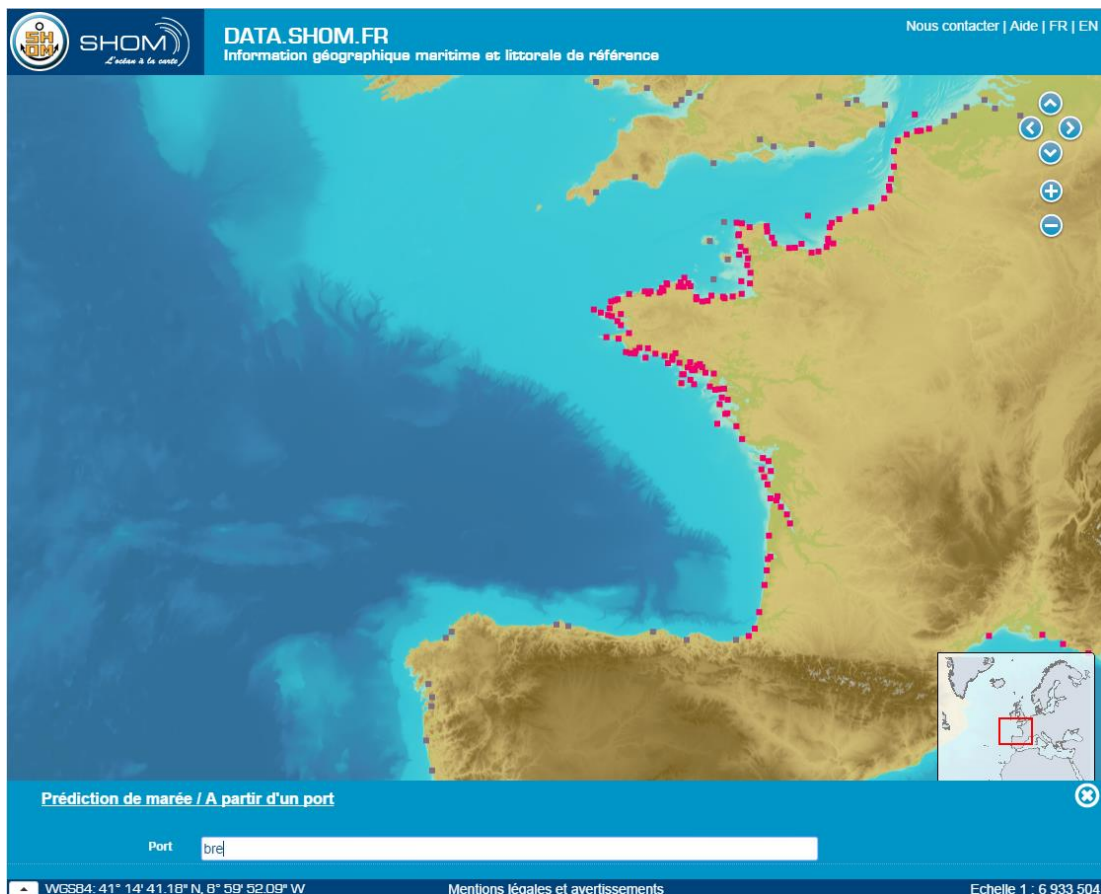 SHOM
SHOM
L'océan à la carte
DATA.SHOM.FR
Information géographique maritime et littorale de référence
Nous contacter | Aide | FR | EN
Prédiction de marée / A partir d'un port
Port
bre
WGS84: 41° 14' 41.18" N, 8° 59' 52.09" W
Mentions légales et avertissements
Echelle 1 : 6 933 504